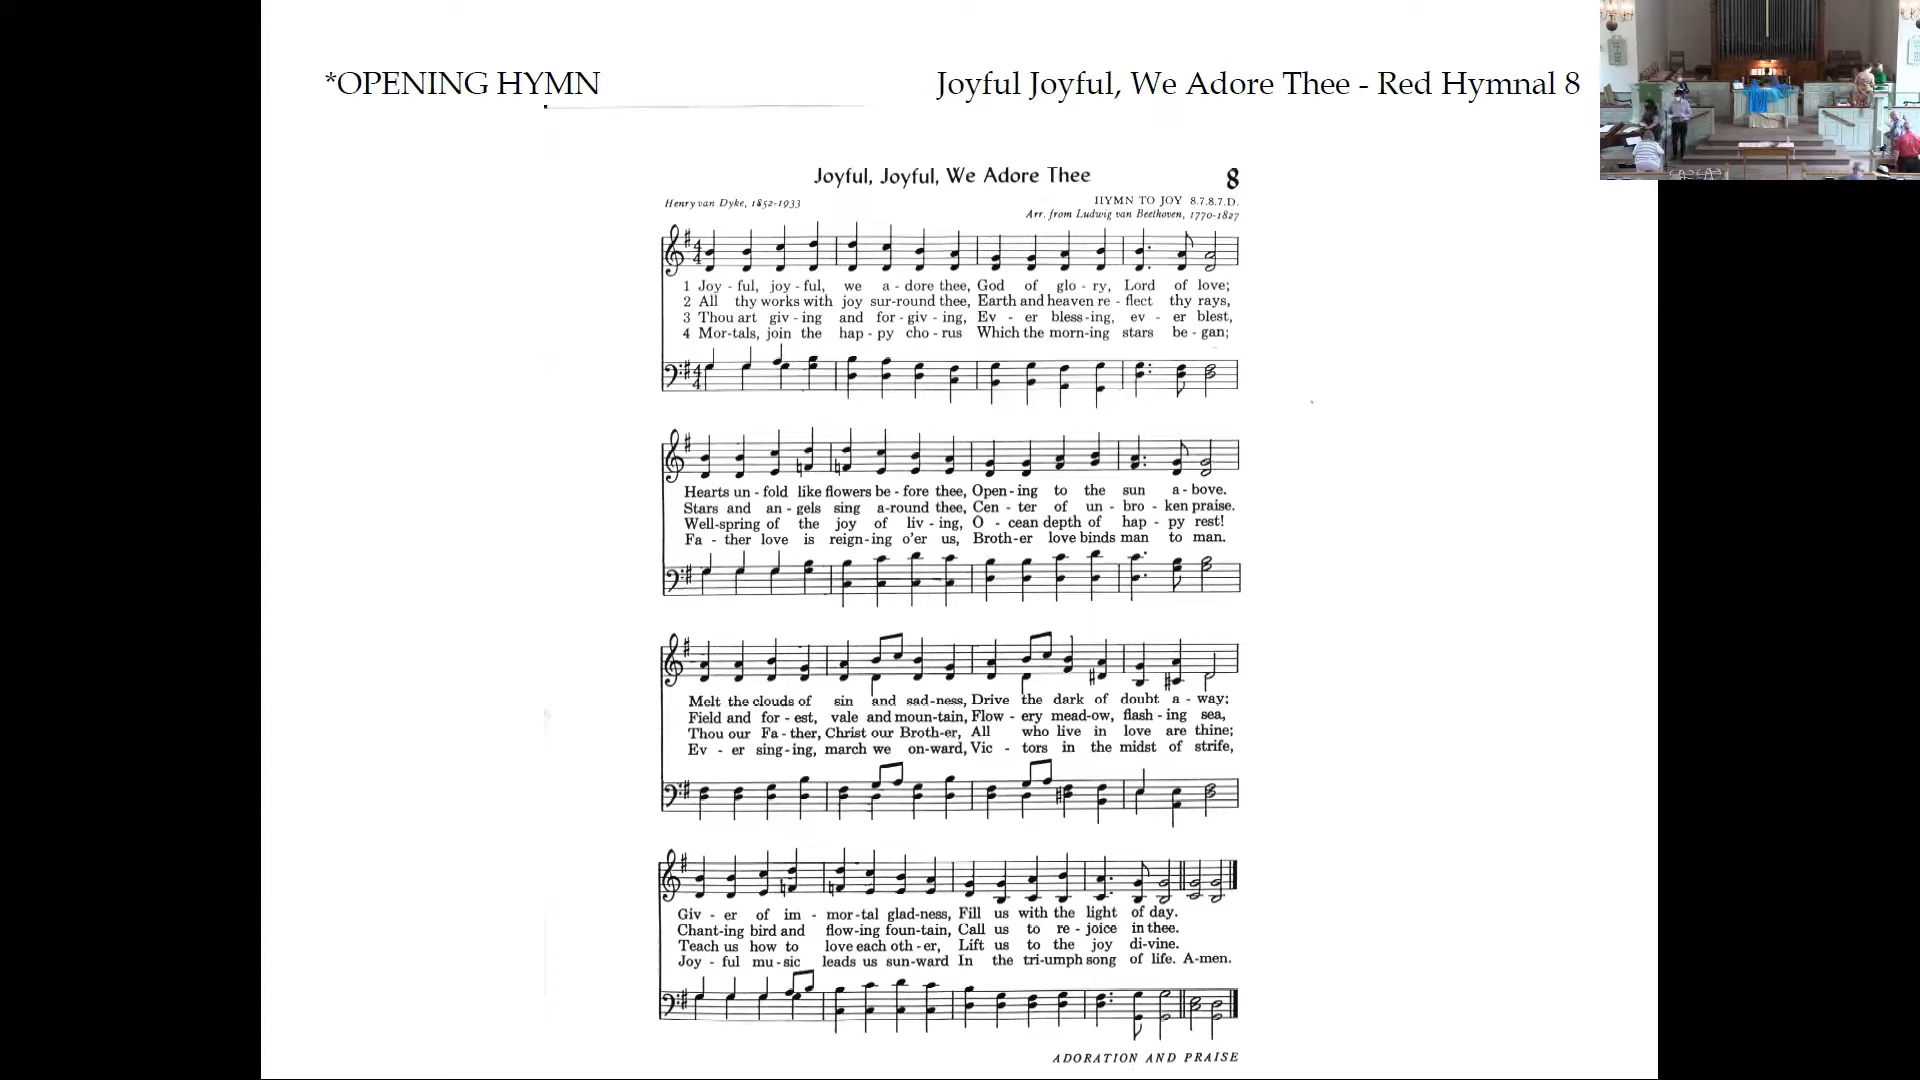 *OPENING HYMN Joyful Joyful, We Adore Thee - Red Hymnal 8
Joyful, Joyful, We Adore Thee 8
Henry van Dyke, 1852-1933 HYMN TO JOY 8.7.8.7.D.
Arr. from Ludwig van Beethoven, 1770-1827
1 Joy - ful, joy - ful, we a - dore thee, God of glo - ry, Lord of love;
2 All thy works with joy sur-round thee, Earth and heaven re - flect thy rays,
3 Thou art giv - ing and for - giv - ing, Ev - er bless-ing, ev - er blest,
4 Mor-tals, join the hap - py cho - rus Which the morn-ing stars be - gan;
Hearts un - fold like flowers be - fore thee, Open - ing to the sun a - bove.
Stars and an - gels sing a-round thee, Cen - ter of un - bro - ken praise.
Well-spring of the joy of liv - ing, O - cean depth of hap - py rest!
Fa - ther love is reign-ing o'er us, Broth-er love binds man to man.
Melt the clouds of sin and sad-ness, Drive the dark of doubt a - way;
Field and for - est, vale and moun-tain, Flow - ery mead-ow, flash - ing sea,
Thou our Fa - ther, Christ our Broth-er, All who live in love are thine;
Ev - er sing-ing, march we on-ward, Vic - tors in the midst of strife,
Giv - er of im - mor-tal glad-ness, Fill us with the light of day.
Chant-ing bird and flow-ing foun-tain, Call us to re - joice in thee.
Teach us how to love each oth - er, Lift us to the joy di-vine.
Joy - ful mu - sic leads us sun-ward In the tri-umph song of life. A-men.
ADORATION AND PRAISE